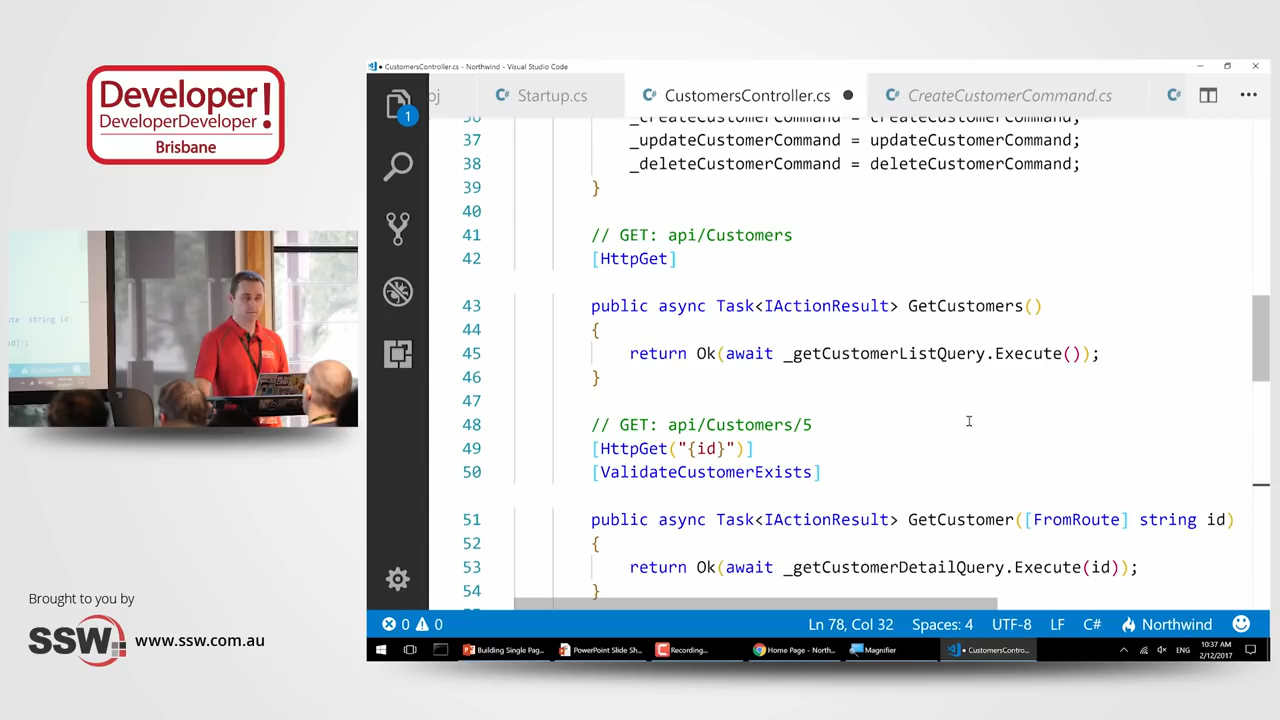 CustomersController.cs - Northwind - Visual Studio Code
Developer!
DeveloperDeveloper
Brisbane
oj
Startup.cs
CustomersController.cs
CreateCustomerCommand.cs
1
36 _createCustomerCommand = createCustomerCommand;
37 _updateCustomerCommand = updateCustomerCommand;
38 _deleteCustomerCommand = deleteCustomerCommand;
39 }
40
41 // GET: api/Customers
42 [HttpGet]
43 public async Task<IActionResult> GetCustomers()
44 {
45 return Ok(await _getCustomerListQuery.Execute());
46 }
47
48 // GET: api/Customers/5
49 [HttpGet("{id}")]
50 [ValidateCustomerExists]
51 public async Task<IActionResult> GetCustomer([FromRoute] string id)
52 {
53 return Ok(await _getCustomerDetailQuery.Execute(id));
54 }
0 0 Ln 78, Col 32 Spaces: 4 UTF-8 LF C# Northwind
Building Single Pag... PowerPoint Slide Sh... Recording... Home Page - North... Magnifier CustomersContro... ENG 10:37 AM
2/12/2017
Brought to you by
SSW www.ssw.com.au